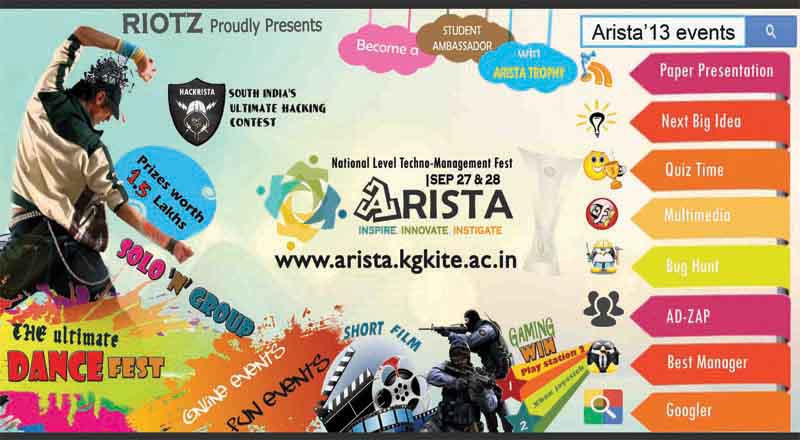 RIOTZ Proudly Presents
Become a
STUDENT
AMBASSADOR
win
ARISTA TROPHY
Arista'13 events
HACKRISTA
SOUTH INDIA'S
ULTIMATE HACKING
CONTEST
Prizes worth
1.5
Lakhs
National Level Techno-Management Fest
|SEP 27 & 28
ARISTA
INSPIRE. INNOVATE. INSTIGATE
www.arista.kgkite.ac.in
SOLO 'N' GROUP
THE ultimate
DANCE FEST
ONLINE EVENTS
FUN EVENTS
SHORT FILM
GAMING
WIN
Play station 3
1
Xbox joystick
2
Paper Presentation
Next Big Idea
Quiz Time
Multimedia
Bug Hunt
AD-ZAP
Best Manager
Googler